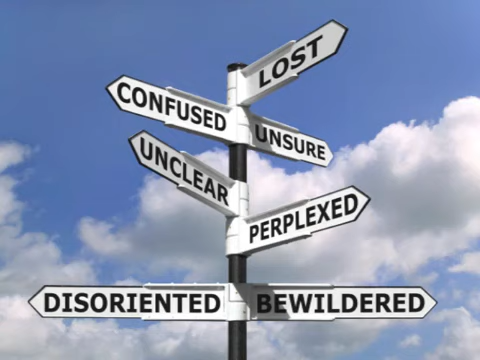 LOST
CONFUSED
UNSURE
UNCLEAR
PERPLEXED
DISORIENTED
BEWILDERED